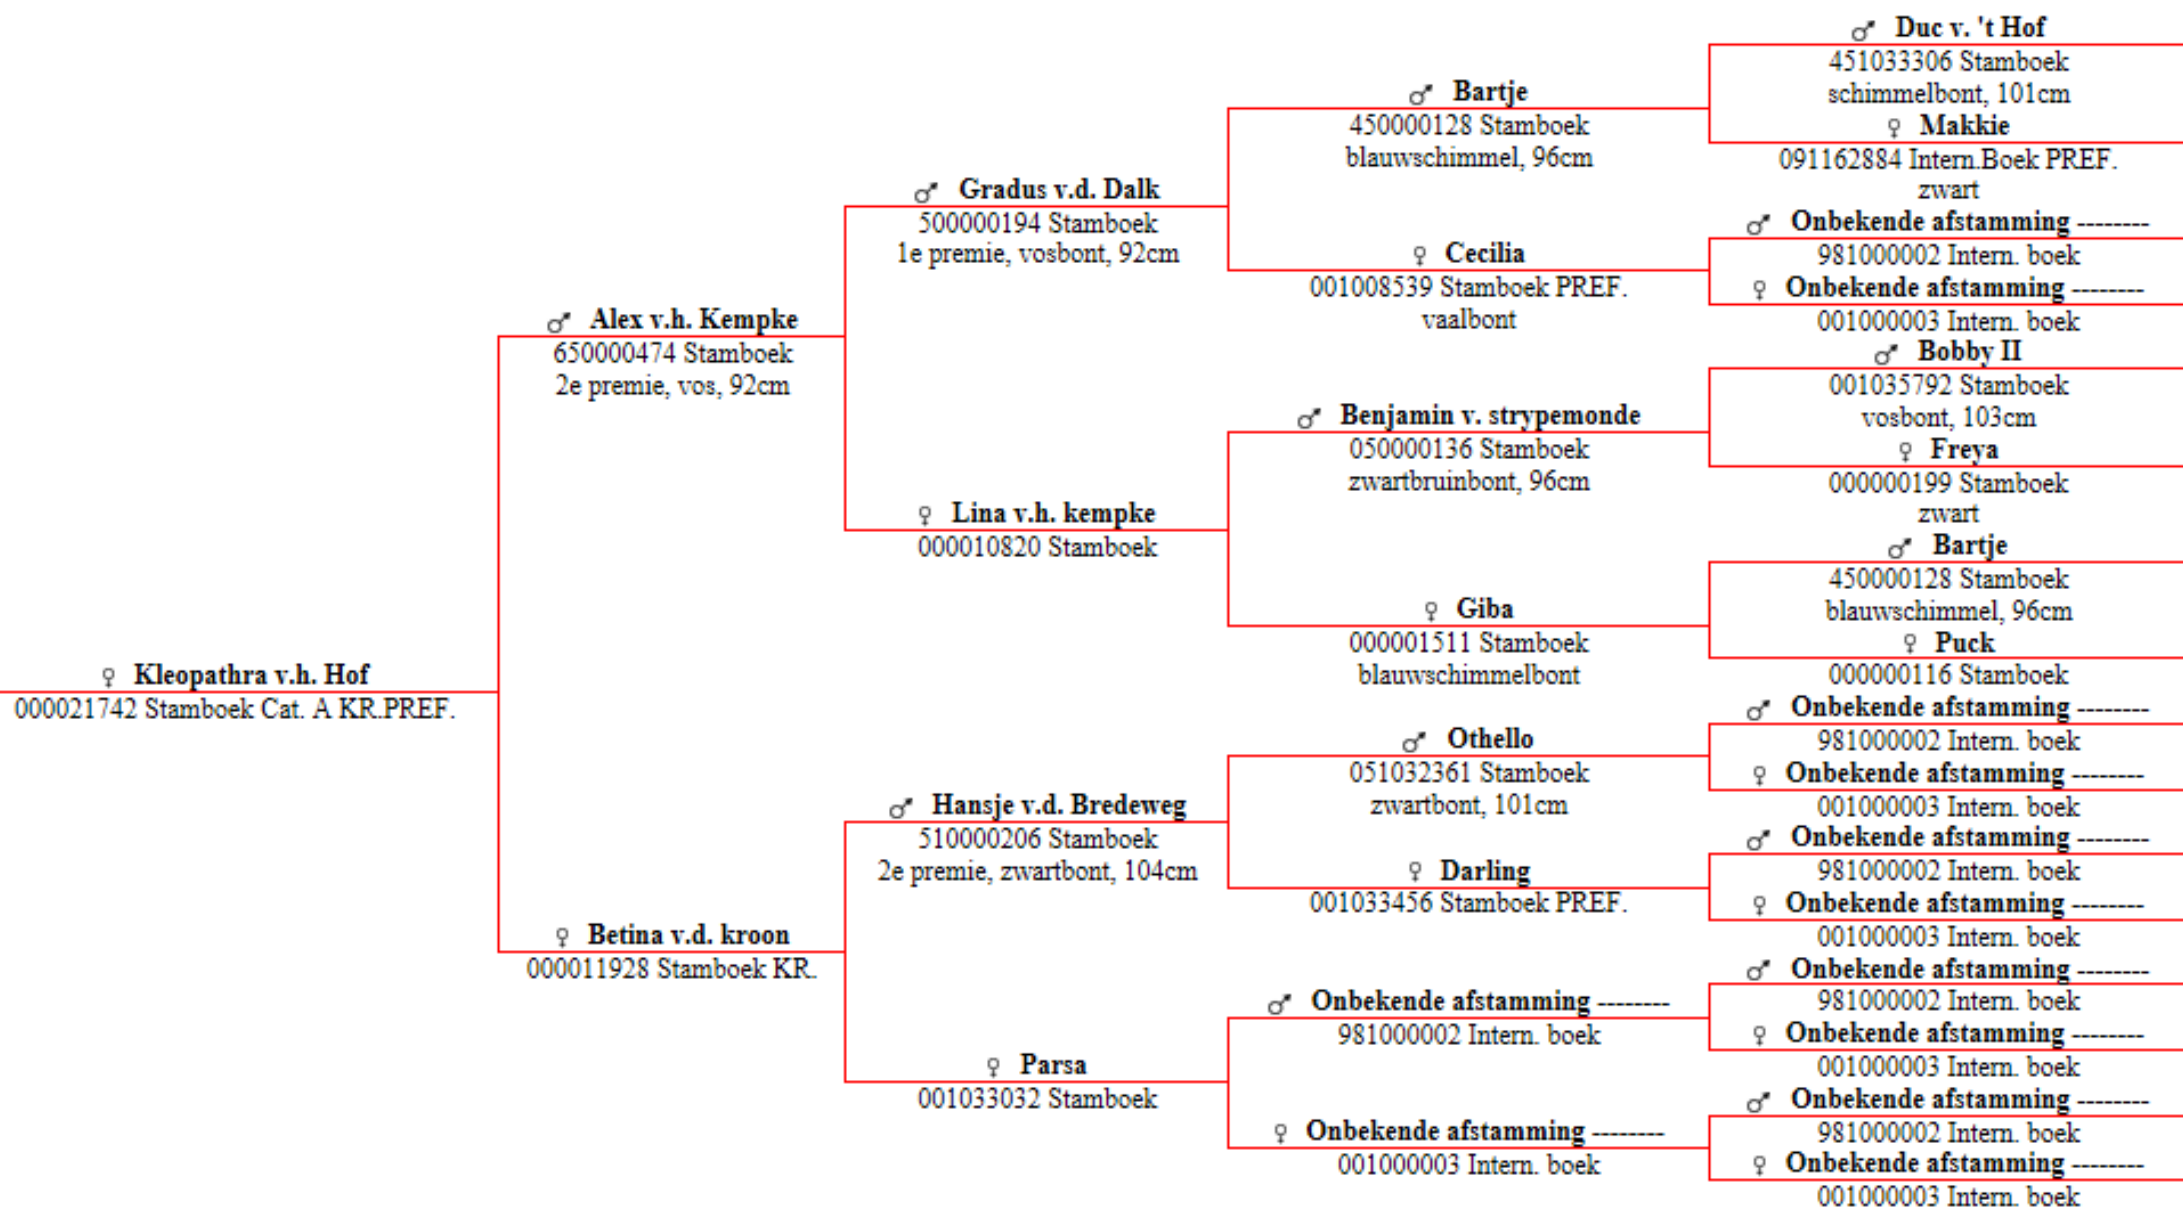 ♀ Kleopathra v.h. Hof
000021742 Stamboek Cat. A KR.PREF.
♂ Alex v.h. Kempke
650000474 Stamboek
2e premie, vos, 92cm
♀ Betina v.d. kroon
000011928 Stamboek KR.
♂ Gradus v.d. Dalk
500000194 Stamboek
1e premie, vosbont, 92cm
♀ Lina v.h. kempke
000010820 Stamboek
♂ Hansje v.d. Bredeweg
510000206 Stamboek
2e premie, zwartbont, 104cm
♀ Parsa
001033032 Stamboek
♂ Bartje
450000128 Stamboek
blauwschimmel, 96cm
♀ Cecilia
001008539 Stamboek PREF.
vaalbont
♂ Benjamin v. strypemonde
050000136 Stamboek
zwartbruinbont, 96cm
♀ Giba
000001511 Stamboek
blauwschimmelbont
♂ Othello
051032361 Stamboek
zwartbont, 101cm
♀ Darling
001033456 Stamboek PREF.
♂ Onbekende afstamming --------
981000002 Intern. boek
♀ Onbekende afstamming --------
001000003 Intern. boek
♂ Duc v. 't Hof
451033306 Stamboek
schimmelbont, 101cm
♀ Makkie
091162884 Intern.Boek PREF.
zwart
♂ Onbekende afstamming --------
981000002 Intern. boek
♀ Onbekende afstamming --------
001000003 Intern. boek
♂ Bobby II
001035792 Stamboek
vosbont, 103cm
♀ Freya
000000199 Stamboek
zwart
♂ Bartje
450000128 Stamboek
blauwschimmel, 96cm
♀ Puck
000000116 Stamboek
♂ Onbekende afstamming --------
981000002 Intern. boek
♀ Onbekende afstamming --------
001000003 Intern. boek
♂ Onbekende afstamming --------
981000002 Intern. boek
♀ Onbekende afstamming --------
001000003 Intern. boek
♂ Onbekende afstamming --------
981000002 Intern. boek
♀ Onbekende afstamming --------
001000003 Intern. boek
♂ Onbekende afstamming --------
981000002 Intern. boek
♀ Onbekende afstamming --------
001000003 Intern. boek